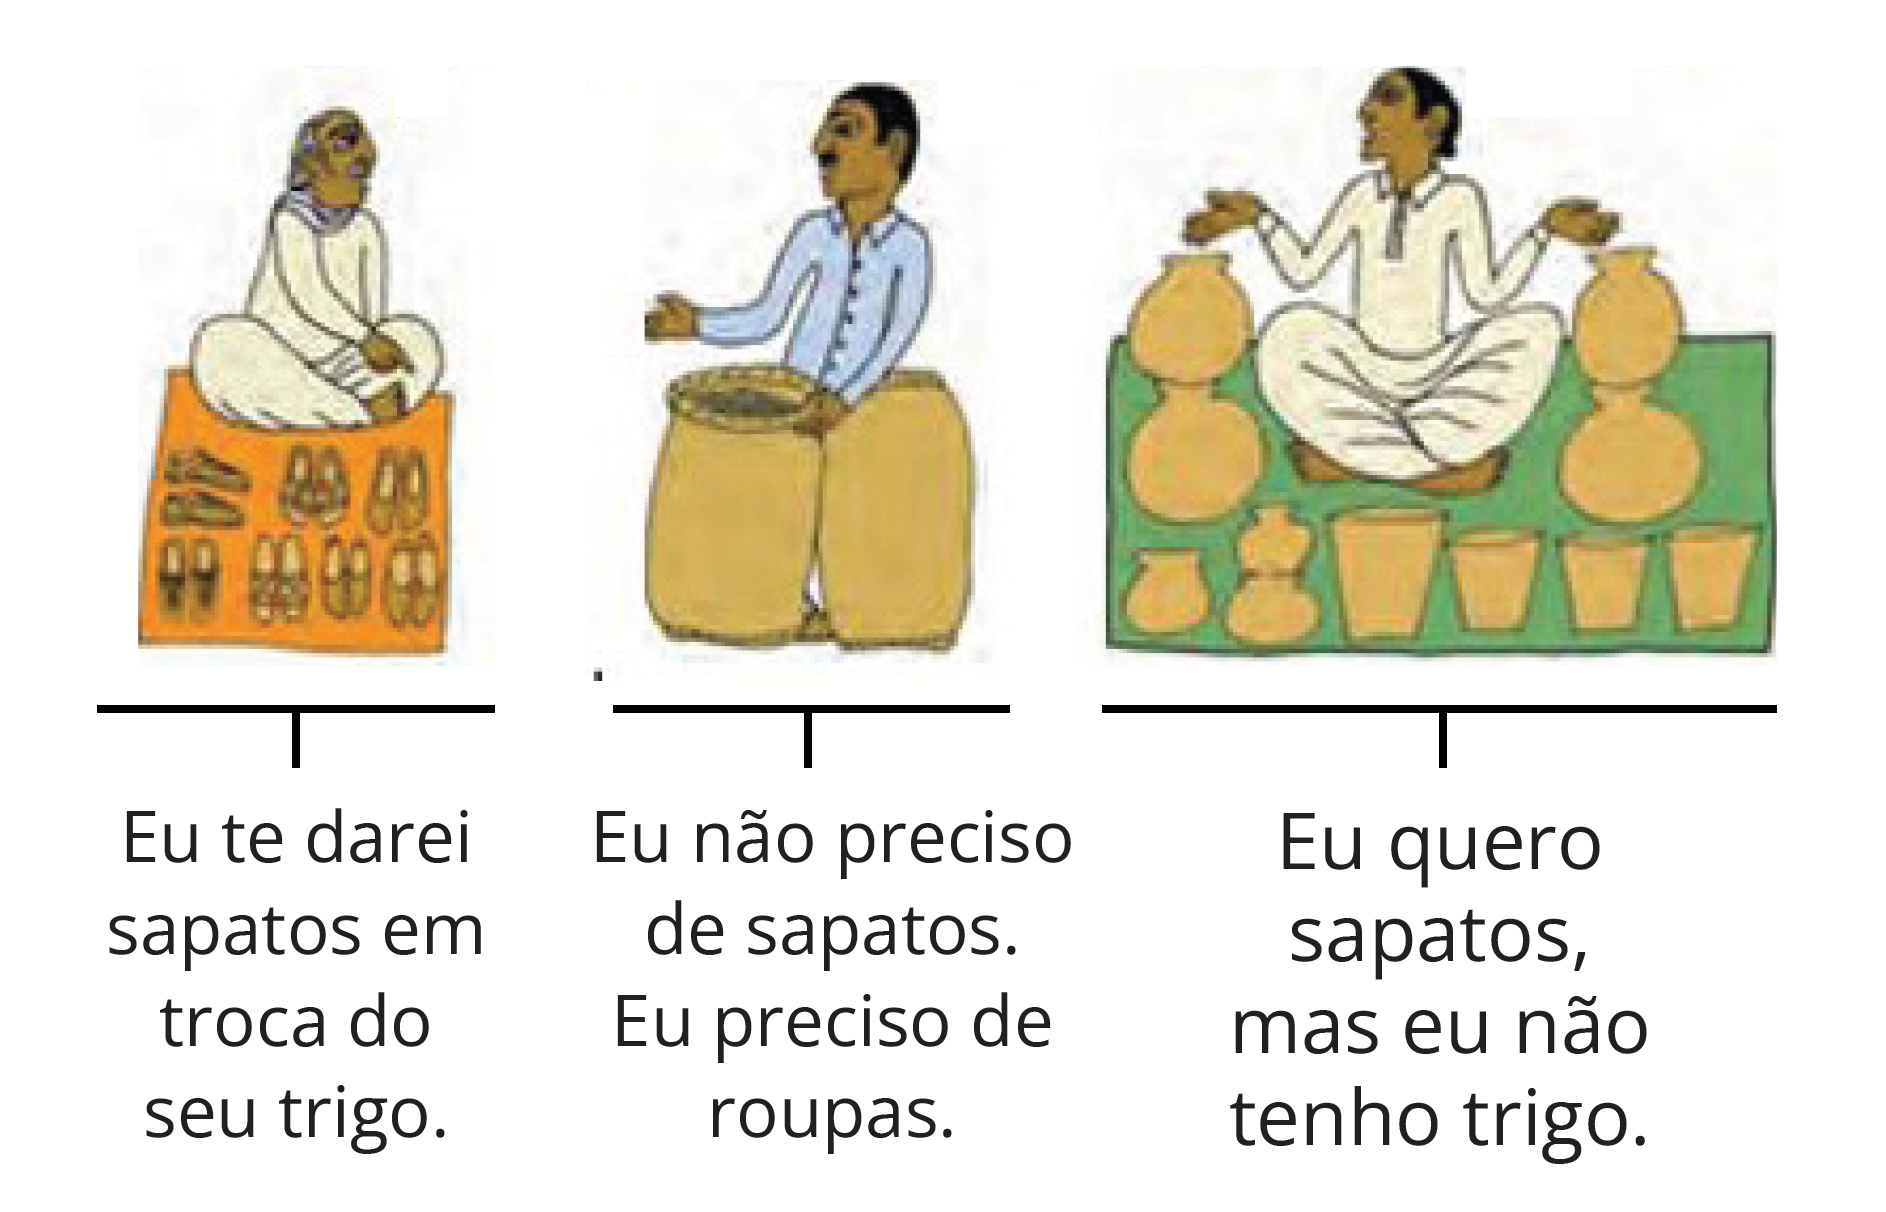 Eu te darei
sapatos em
troca do
seu trigo.
Eu não preciso
de sapatos.
Eu preciso de
roupas.
Eu quero
sapatos,
mas eu não
tenho trigo.